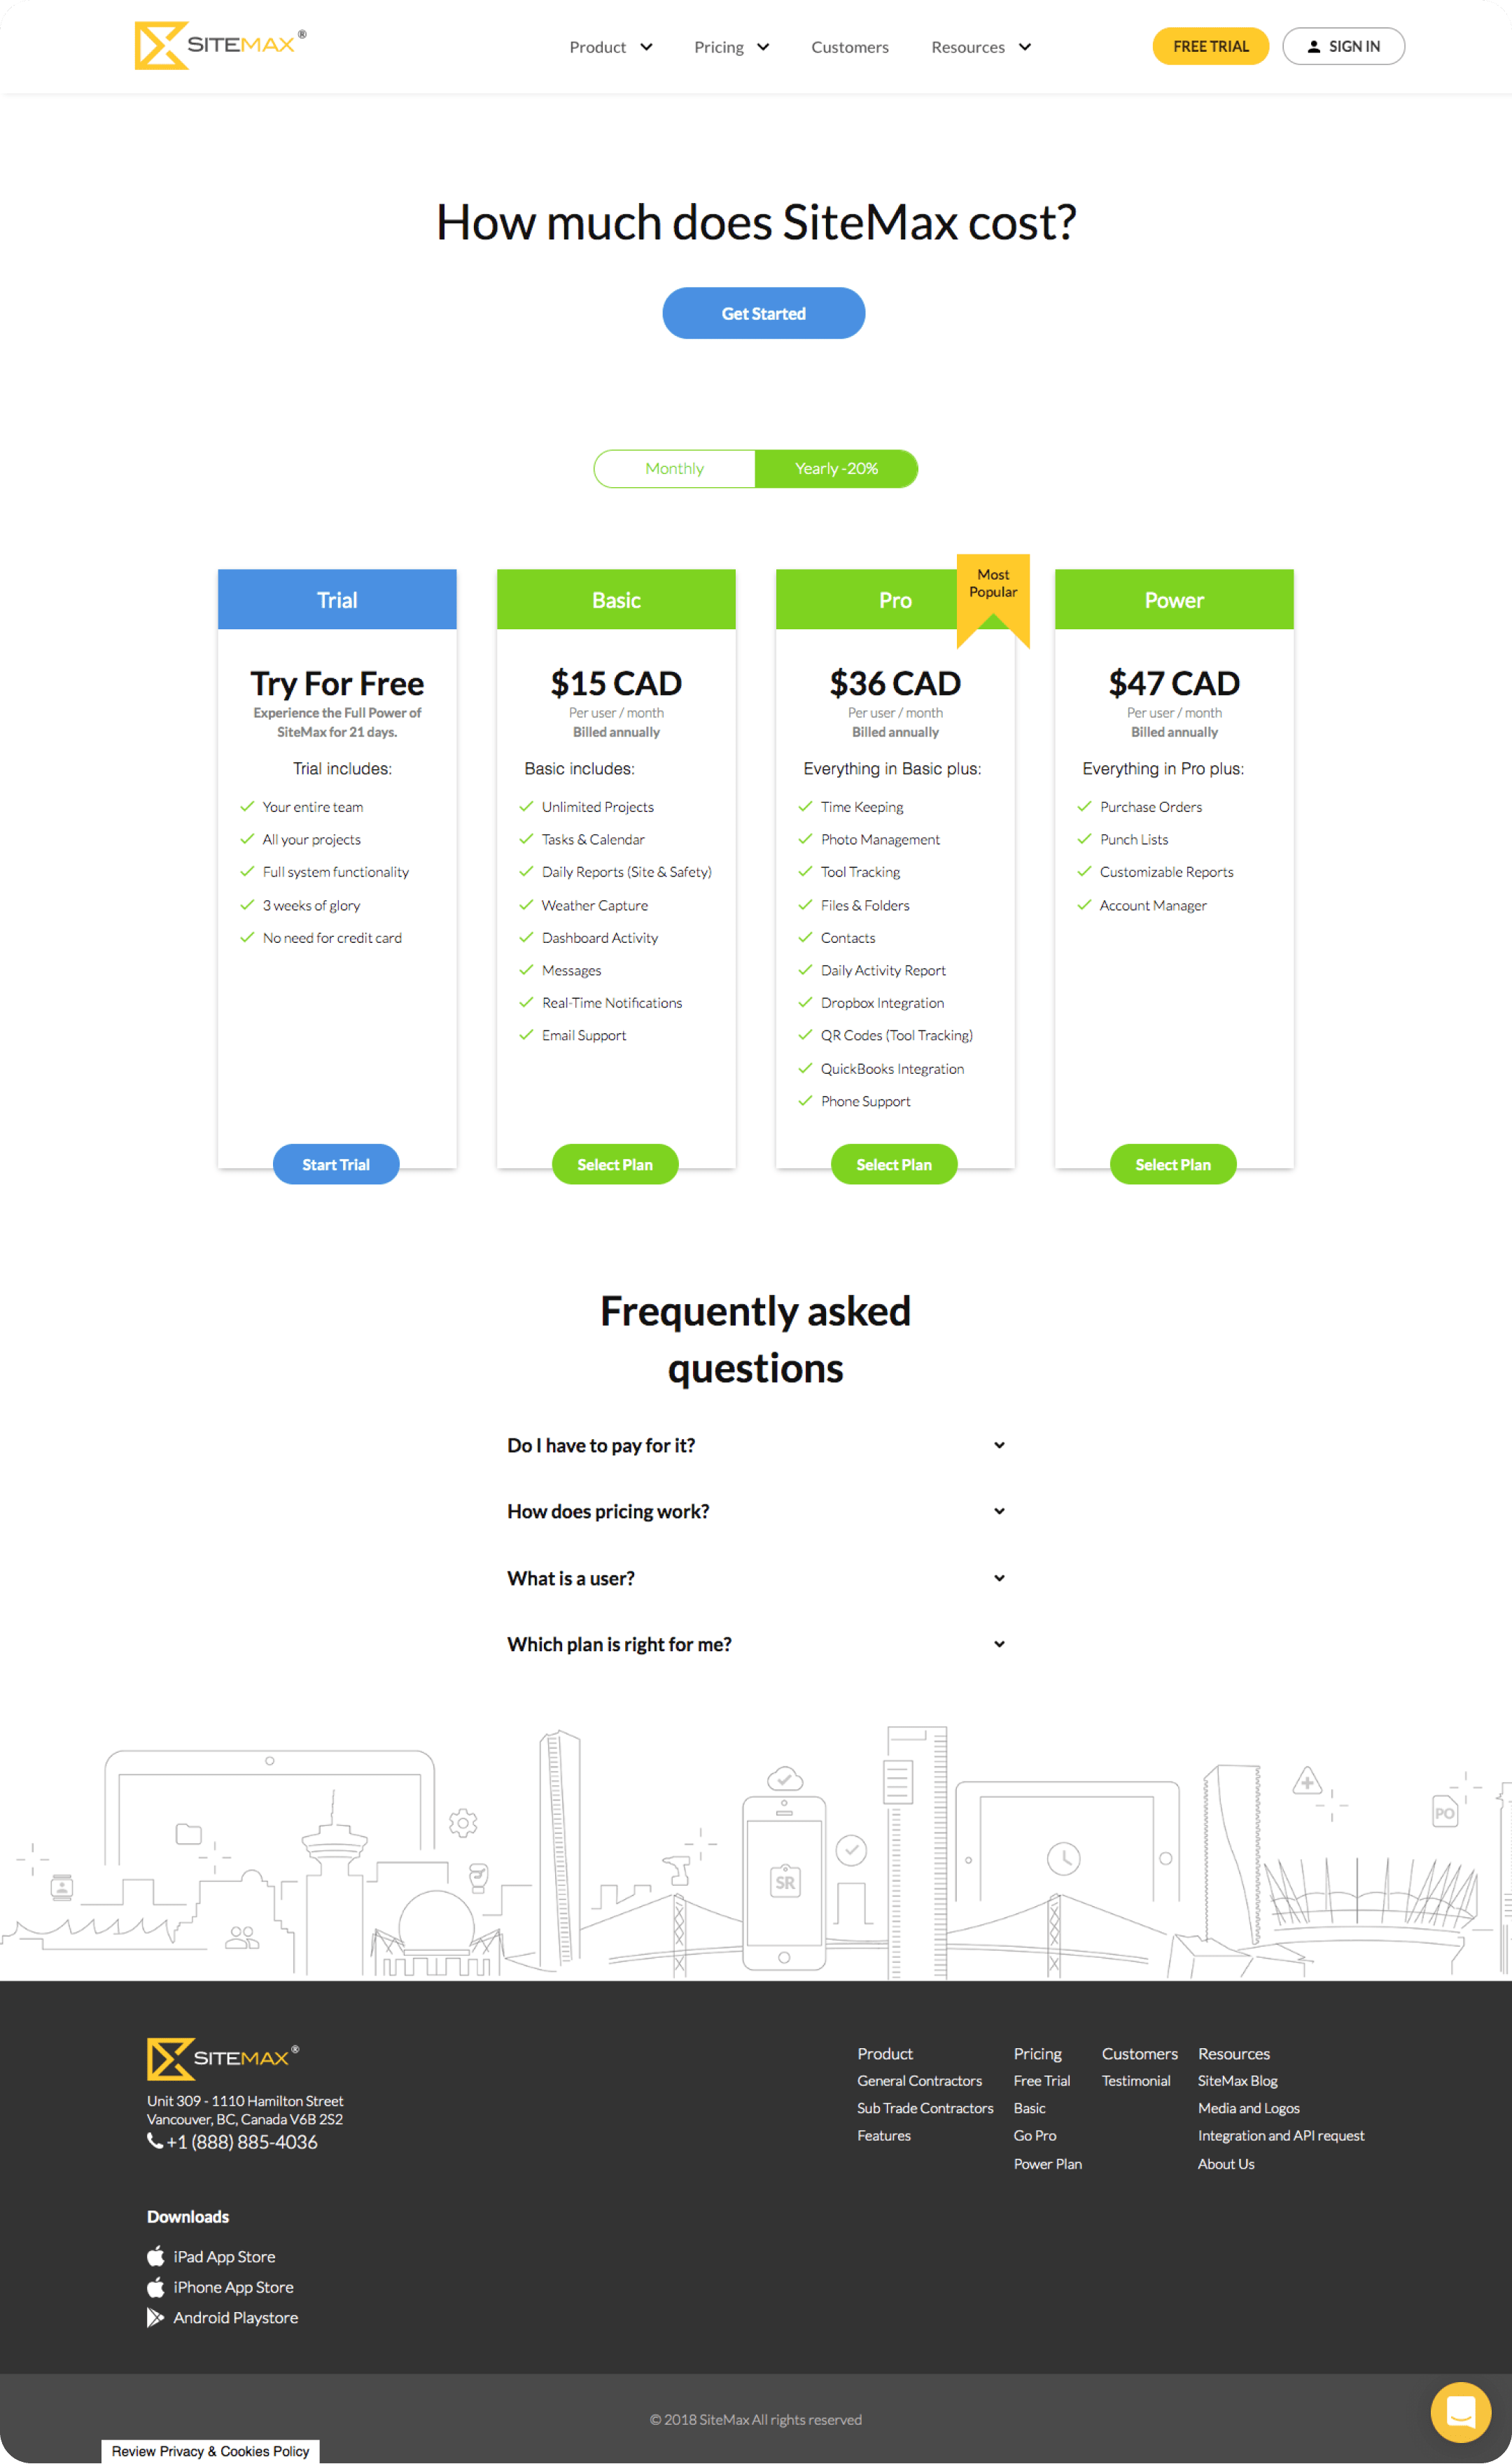 SITEMAX®
Product
Pricing
Customers
Resources
FREE TRIAL
SIGN IN
How much does SiteMax cost?
Get Started
Monthly
Yearly -20%
Trial
Try For Free
Experience the Full Power of
SiteMax for 21 days.
Trial includes:
Your entire team
All your projects
Full system functionality
3 weeks of glory
No need for credit card
Start Trial
Basic
$15 CAD
Per user / month
Billed annually
Basic includes:
Unlimited Projects
Tasks & Calendar
Daily Reports (Site & Safety)
Weather Capture
Dashboard Activity
Messages
Real-Time Notifications
Email Support
Select Plan
Pro
Most
Popular
$36 CAD
Per user / month
Billed annually
Everything in Basic plus:
Time Keeping
Photo Management
Tool Tracking
Files & Folders
Contacts
Daily Activity Report
Dropbox Integration
QR Codes (Tool Tracking)
QuickBooks Integration
Phone Support
Select Plan
Power
$47 CAD
Per user / month
Billed annually
Everything in Pro plus:
Purchase Orders
Punch Lists
Customizable Reports
Account Manager
Select Plan
Frequently asked
questions
Do I have to pay for it?
How does pricing work?
What is a user?
Which plan is right for me?
PO
SR
SITEMAX®
Unit 309 - 1110 Hamilton Street
Vancouver, BC, Canada V6B 2S2
+1 (888) 885-4036
Downloads
iPad App Store
iPhone App Store
Android Playstore
Product
General Contractors
Sub Trade Contractors
Features
Pricing
Free Trial
Basic
Go Pro
Power Plan
Customers
Testimonial
Resources
SiteMax Blog
Media and Logos
Integration and API request
About Us
© 2018 SiteMax All rights reserved
Review Privacy & Cookies Policy